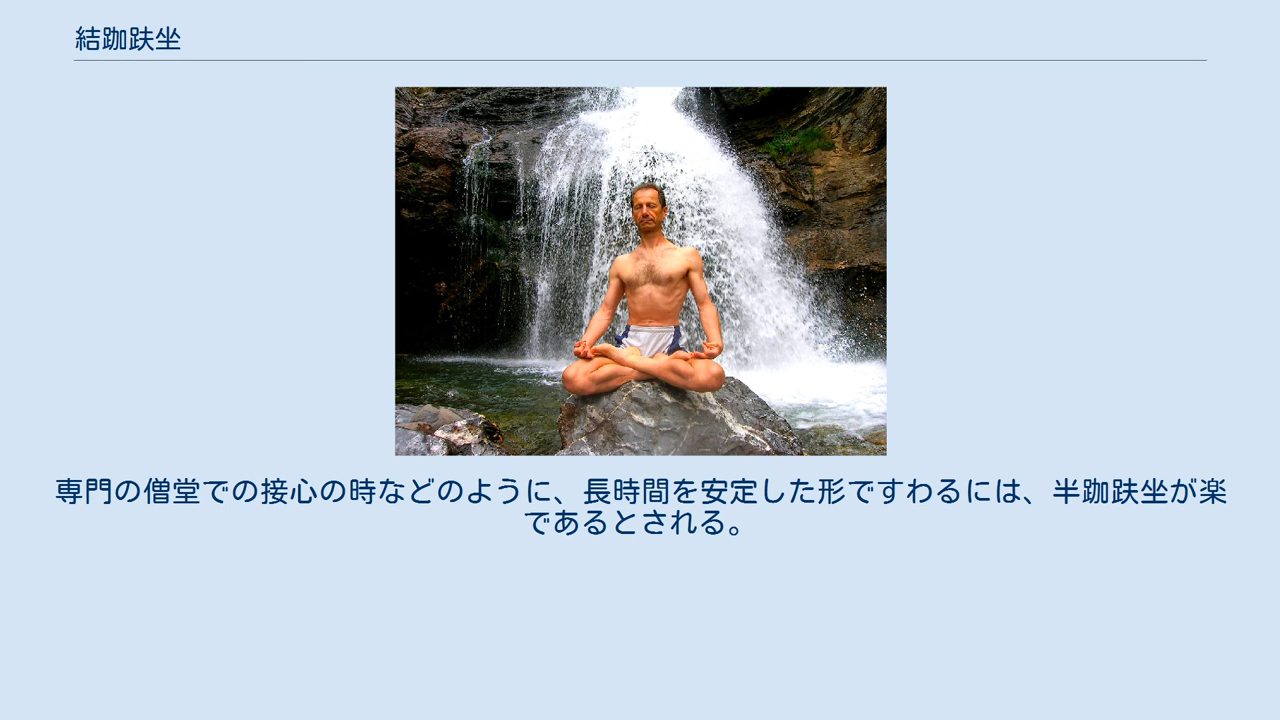 結跏趺坐
専門の僧堂での接心の時などのように、長時間を安定した形ですわるには、半跏趺坐が楽
であるとされる。